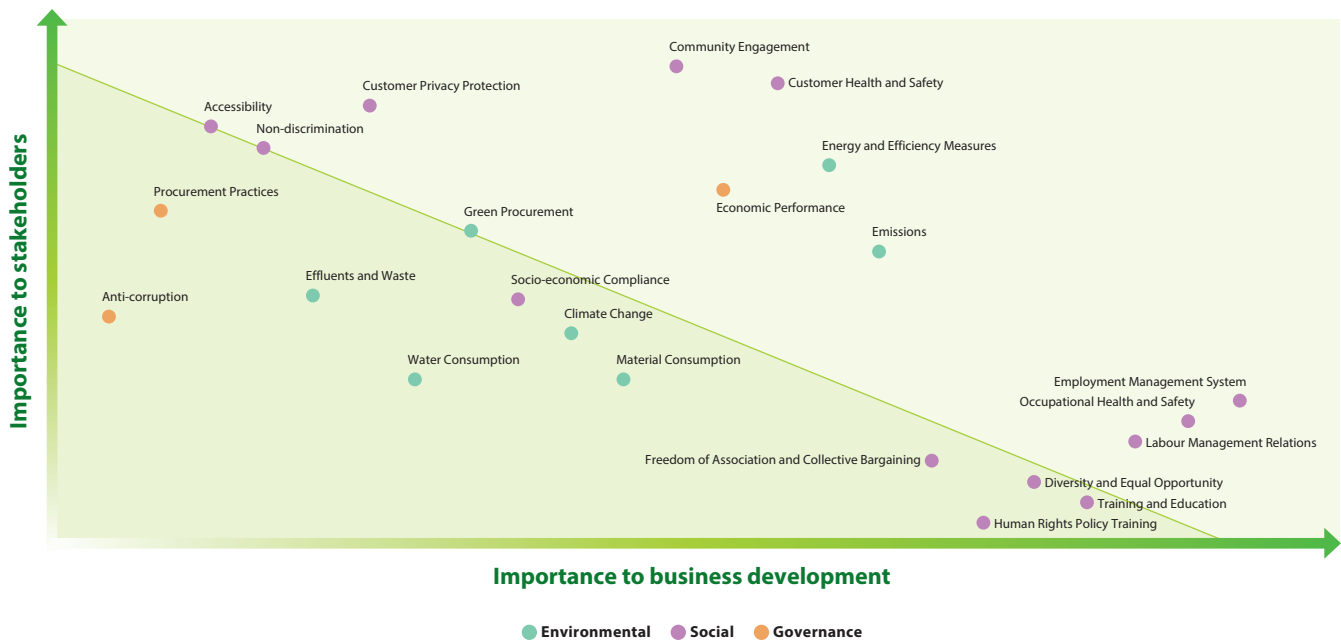 Importance to stakeholders
Community Engagement
Customer Health and Safety
Customer Privacy Protection
Accessibility
Non-discrimination
Energy and Efficiency Measures
Procurement Practices
Economic Performance
Green Procurement
Emissions
Effluents and Waste
Socio-economic Compliance
Anti-corruption
Climate Change
Water Consumption
Material Consumption
Employment Management System
Occupational Health and Safety
Labour Management Relations
Freedom of Association and Collective Bargaining
Diversity and Equal Opportunity
Training and Education
Human Rights Policy Training
Importance to business development
Environmental Social Governance